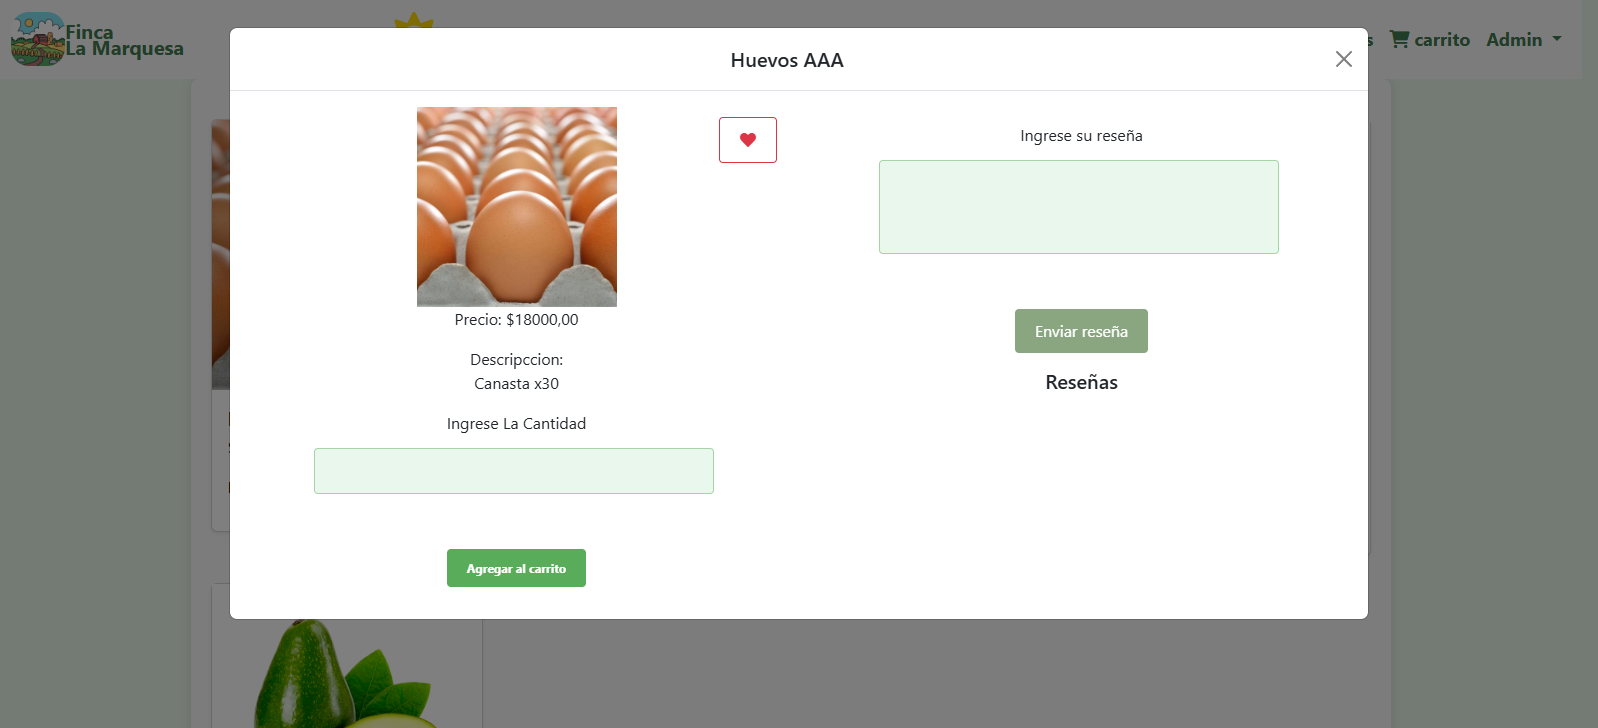 Finca
La Marquesa
carrito
Admin
Huevos AAA
Precio: $18000,00
Descripccion:
Canasta x30
Ingrese La Cantidad
Agregar al carrito
Ingrese su reseña
Enviar reseña
Reseñas